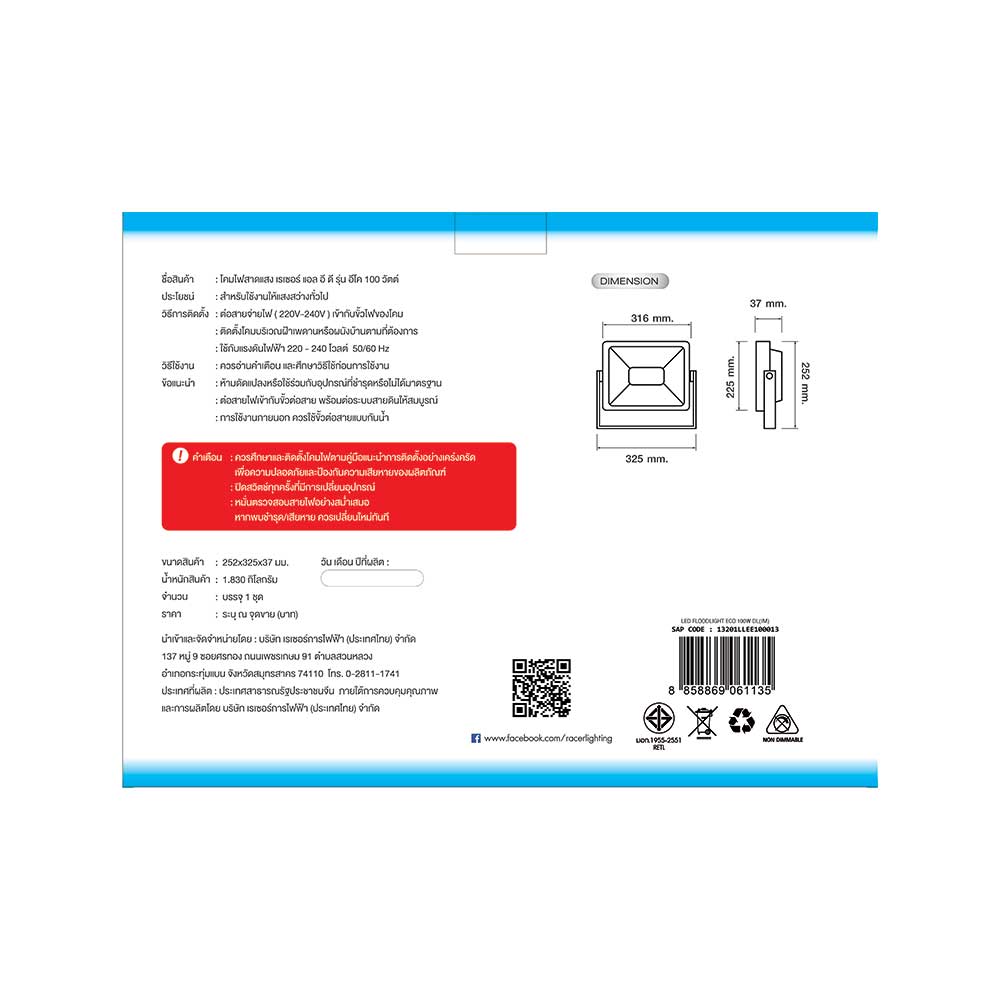 ชื่อสินค้า : โคมไฟสาดแสง เรเซอร์ แอล อี ดี รุ่น อีโค 100 วัตต์
ประโยชน์ : สำหรับใช้งานให้แสงสว่างทั่วไป
วิธีการติดตั้ง : ต่อสายจ่ายไฟ ( 220V-240V ) เข้ากับขั้วไฟของโคม
: ติดตั้งโคมบริเวณฝ้าเพดานหรือผนังบ้านตามที่ต้องการ
: ใช้กับแรงดันไฟฟ้า 220 - 240 โวลต์ 50/60 Hz
วิธีใช้งาน : ควรอ่านคำเตือน และศึกษาวิธีใช้ก่อนการใช้งาน
ข้อแนะนำ : ห้ามดัดแปลงหรือใช้ร่วมกับอุปกรณ์ที่ชำรุดหรือไม่ได้มาตรฐาน
: ต่อสายไฟเข้ากับขั้วต่อสาย พร้อมต่อระบบสายดินให้สมบูรณ์
: การใช้งานภายนอก ควรใช้ขั้วต่อสายแบบกันน้ำ
! คำเตือน : ควรศึกษาและติดตั้งโคมไฟตามคู่มือแนะนำการติดตั้งอย่างเคร่งครัด
เพื่อความปลอดภัยและป้องกันความเสียหายของผลิตภัณฑ์
: ปิดสวิตช์ทุกครั้งที่มีการเปลี่ยนอุปกรณ์
: หมั่นตรวจสอบสายไฟอย่างสม่ำเสมอ
หากพบชำรุด/เสียหาย ควรเปลี่ยนใหม่ทันที
ขนาดสินค้า : 252x325x37 มม. วัน เดือน ปีที่ผลิต :
น้ำหนักสินค้า : 1.830 กิโลกรัม
จำนวน : บรรจุ 1 ชุด
ราคา : ระบุ ณ จุดขาย (บาท)
นำเข้าและจัดจำหน่ายโดย : บริษัท เรเซอร์การไฟฟ้า (ประเทศไทย) จำกัด
137 หมู่ 9 ซอยศรทอง ถนนเพชรเกษม 91 ตำบลสวนหลวง
อำเภอกระทุ่มแบน จังหวัดสมุทรสาคร 74110 โทร. 0-2811-1741
ประเทศที่ผลิต : ประเทศสาธารณรัฐประชาชนจีน ภายใต้การควบคุมคุณภาพ
และการผลิตโดย บริษัท เรเซอร์การไฟฟ้า (ประเทศไทย) จำกัด
DIMENSION
37 mm.
316 mm.
225 mm.
252 mm.
325 mm.
LED FLOODLIGHT ECO 100W DL(IM)
SAP CODE : 13201LLEE100013
8 858869 061135
มอก.1955-2551
RETL
NON DIMMABLE
www.facebook.com/racerlighting